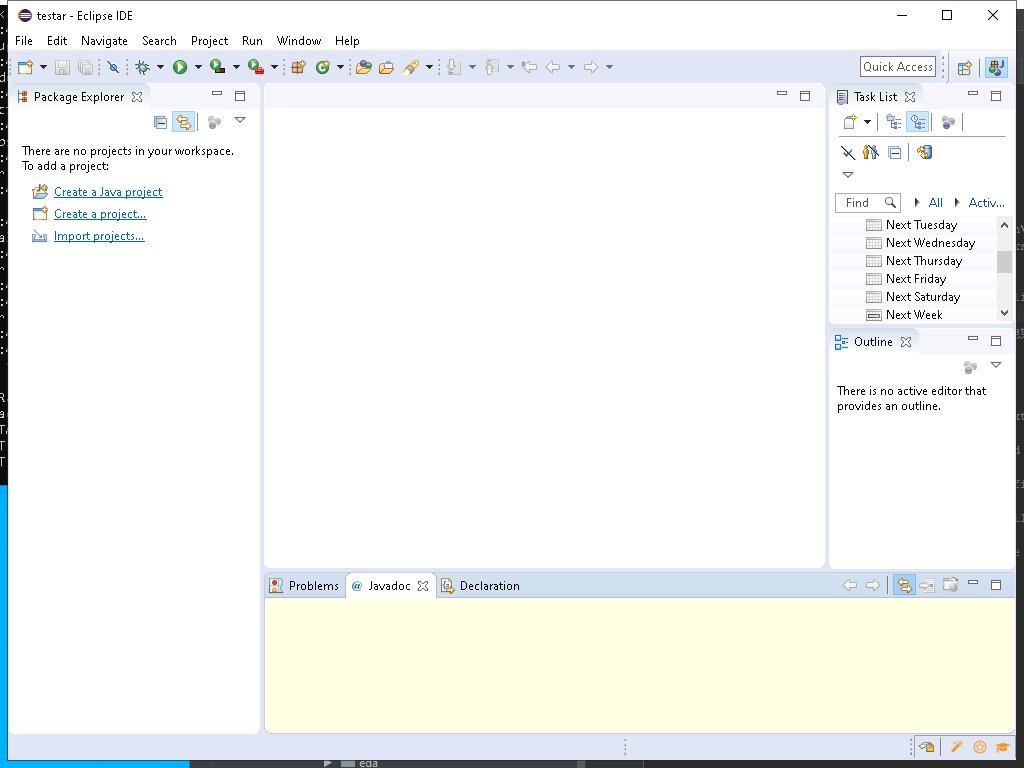 testar - Eclipse IDE
File Edit Navigate Search Project Run Window Help
Quick Access
Package Explorer
There are no projects in your workspace.
To add a project:
Create a Java project
Create a project...
Import projects...
Task List
Find All Activ...
Next Tuesday
Next Wednesday
Next Thursday
Next Friday
Next Saturday
Next Week
Outline
There is no active editor that
provides an outline.
Problems @ Javadoc Declaration
eda